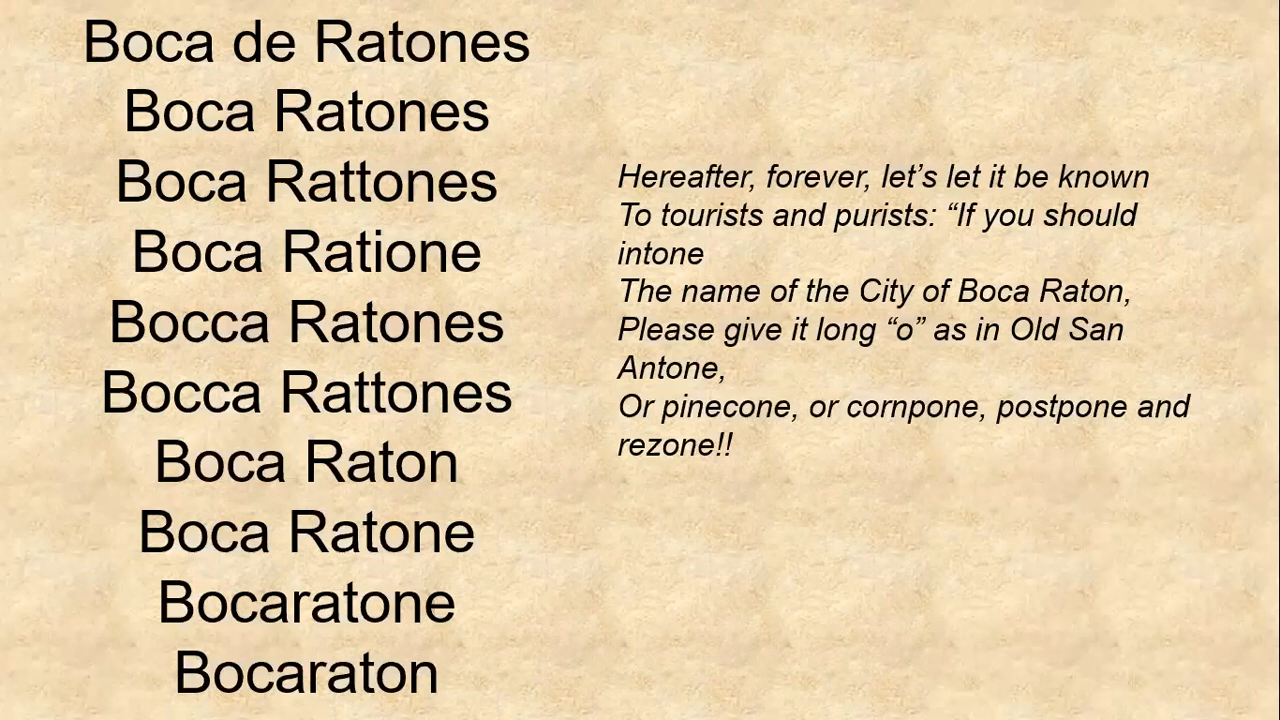 Boca de Ratones
Boca Ratones
Boca Rattones
Boca Ratione
Bocca Ratones
Bocca Rattones
Boca Raton
Boca Ratone
Bocaratone
Bocaraton
Hereafter, forever, let’s let it be known
To tourists and purists: “If you should
intone
The name of the City of Boca Raton,
Please give it long “o” as in Old San
Antone,
Or pinecone, or cornpone, postpone and
rezone!!